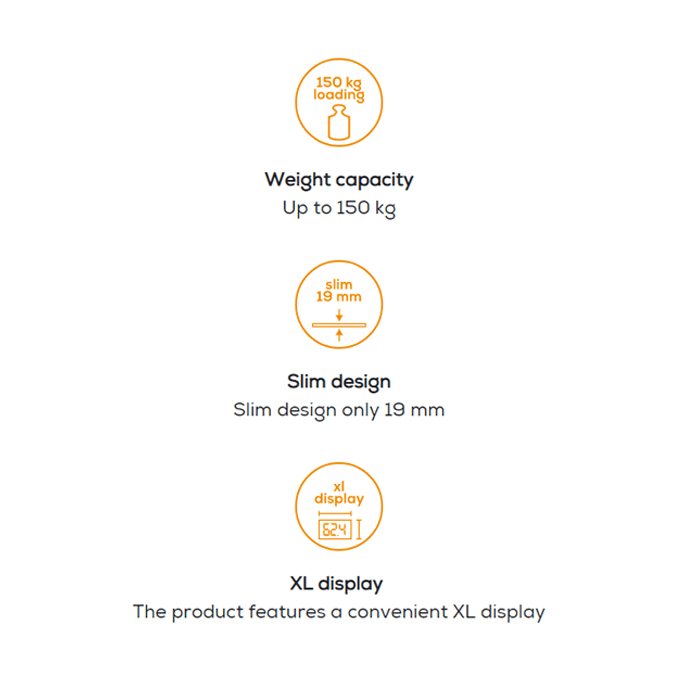 150 kg
loading
Weight capacity
Up to 150 kg
slim
19 mm
Slim design
Slim design only 19 mm
xl
display
62.4
XL display
The product features a convenient XL display